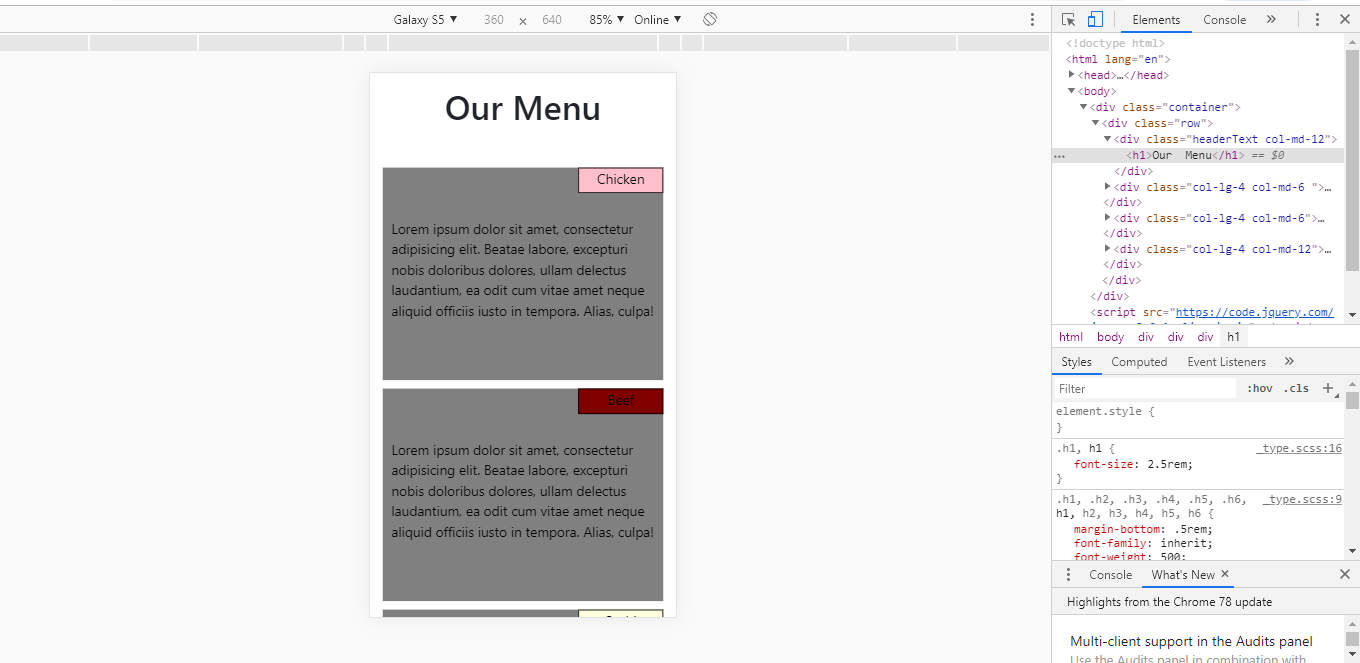 Galaxy S5 ▼ 360 × 640 85% ▼ Online ▼
Elements Console »
Our Menu
Chicken
Lorem ipsum dolor sit amet, consectetur
adipisicing elit. Beatae labore, excepturi
nobis doloribus dolores, ullam delectus
laudantium, ea odit cum vitae amet neque
aliquid officiis iusto in tempora. Alias, culpa!
Beef
Lorem ipsum dolor sit amet, consectetur
adipisicing elit. Beatae labore, excepturi
nobis doloribus dolores, ullam delectus
laudantium, ea odit cum vitae amet neque
aliquid officiis iusto in tempora. Alias, culpa!
<!doctype html>
<html lang="en">
<head>…</head>
<body>
<div class="container">
<div class="row">
<div class="headerText col-md-12">
<h1>Our  Menu</h1> == $0
</div>
<div class="col-lg-4 col-md-6 ">…
</div>
<div class="col-lg-4 col-md-6">…
</div>
<div class="col-lg-4 col-md-12">…
</div>
</div>
</div>
<script src="https://code.jquery.com/
html body div div div h1
Styles Computed Event Listeners »
Filter :hov .cls +
element.style {
}
.h1, h1 { _type.scss:16
font-size: 2.5rem;
}
.h1, .h2, .h3, .h4, .h5, .h6, _type.scss:9
h1, h2, h3, h4, h5, h6 {
margin-bottom: .5rem;
font-family: inherit;
font-weight: 500;
Console What's New ×
Highlights from the Chrome 78 update
Multi-client support in the Audits panel
Use the Audits panel in combination with